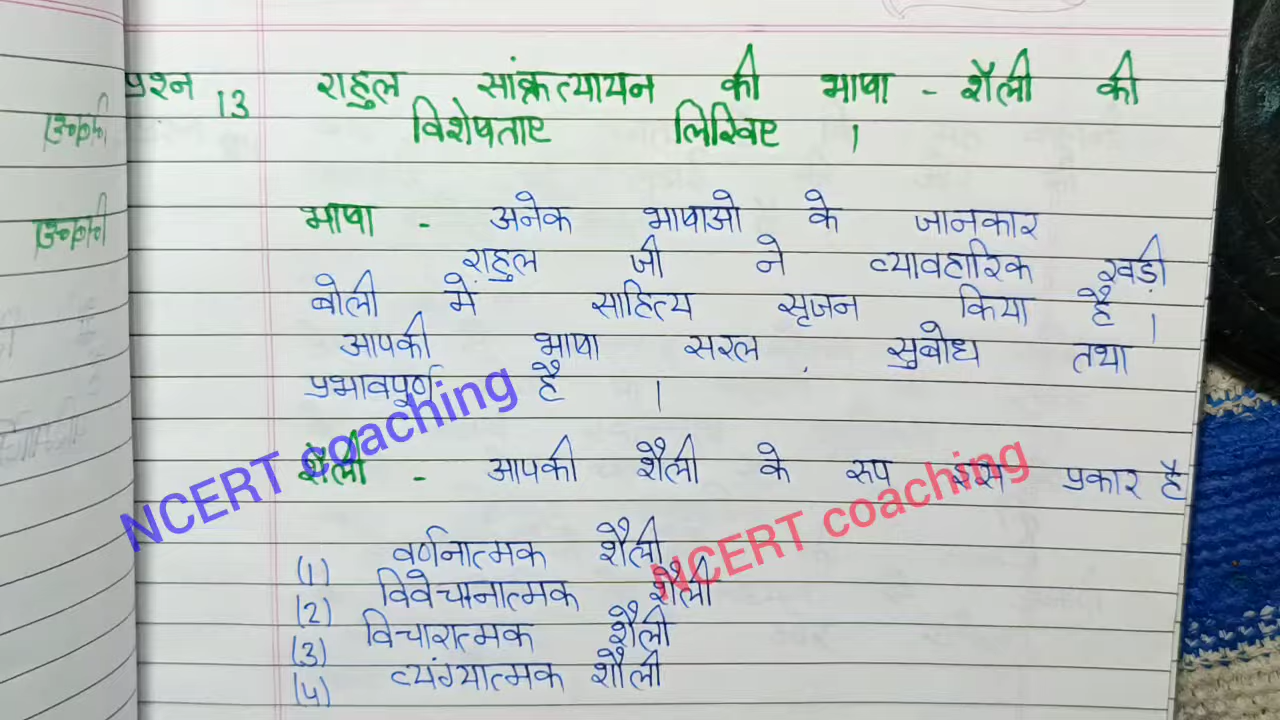 प्रश्न 13 राहुल सांक्रत्यायन की भाषा - शैली की
विशेषताए लिखिए ।
भाषा - अनेक भाषाओ के जानकार
राहुल जी ने व्यावहारिक खड़ी
बोली में साहित्य सृजन किया है ।
आपकी भाषा सरल , सुबोध तथा
प्रभावपूर्ण है ।
शैली - आपकी शैली के रूप इस प्रकार है
(1) वर्णनात्मक शैली
(2) विवेचानात्मक शैली
(3) विचारात्मक शैली
(4) व्यंग्यात्मक शैली
NCERT coaching
NCERT coaching